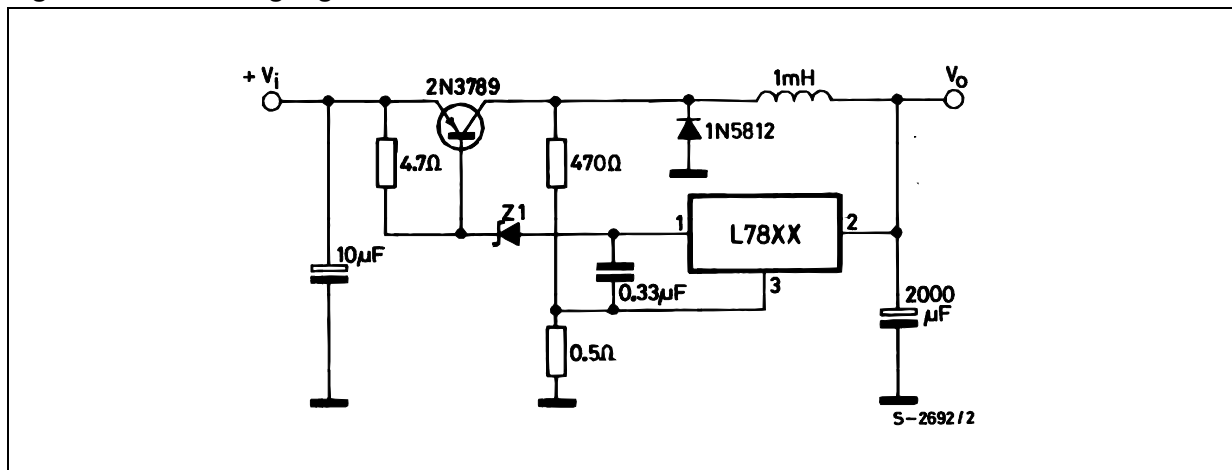 + Vi
2N3789
1mH
Vo
4.7Ω
470Ω
1N5812
Z1
1
L78XX
2
10µF
0.33µF
3
2000
µF
0.5Ω
S-2692/2